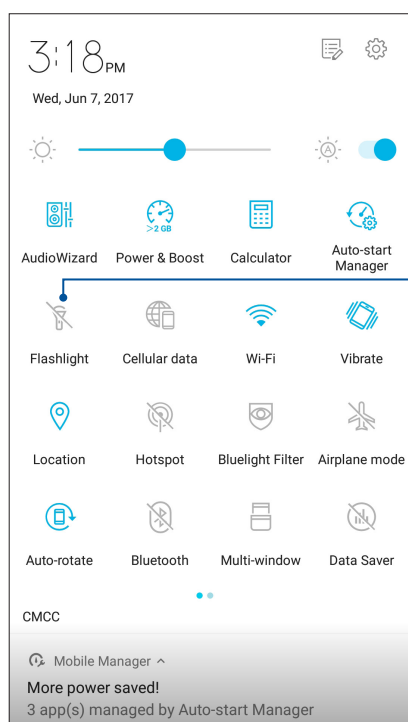 3:18PM
Wed, Jun 7, 2017
A
>2 GB
AudioWizard Power & Boost Calculator Auto-start Manager
Flashlight Cellular data Wi-Fi Vibrate
Location Hotspot Bluelight Filter Airplane mode
Auto-rotate Bluetooth Multi-window Data Saver
CMCC
Mobile Manager
More power saved!
3 app(s) managed by Auto-start Manager